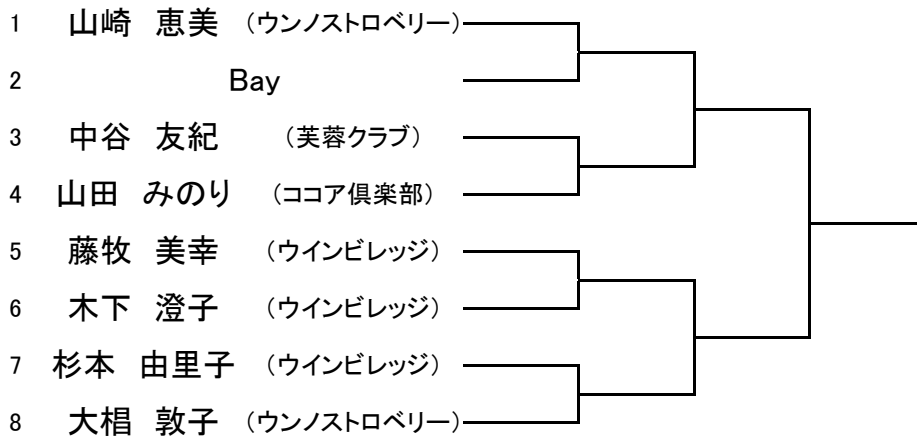 1 山崎 恵美 （ウンノストロベリー）
2 Bay
3 中谷 友紀 （芙蓉クラブ）
4 山田 みのり （ココア倶楽部）
5 藤牧 美幸 （ウインビレッジ）
6 木下 澄子 （ウインビレッジ）
7 杉本 由里子 （ウインビレッジ）
8 大椙 敦子 （ウンノストロベリー）